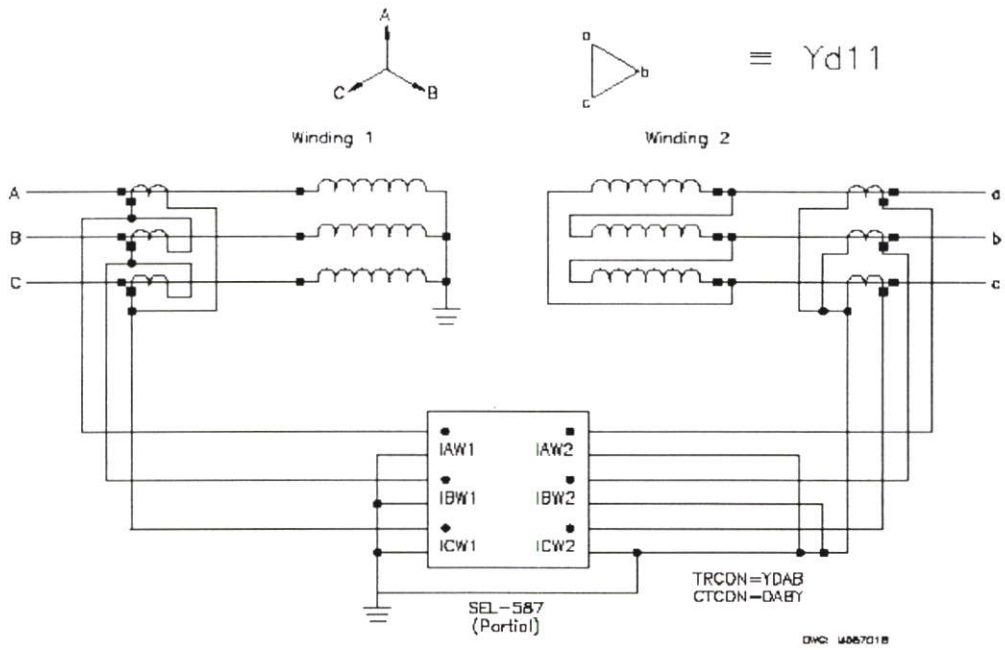 A
C
B
a
b
c
≡ Yd11
Winding 1
Winding 2
A
B
C
a
b
c
IAW1
IAW2
IBW1
IBW2
ICW1
ICW2
TRCON=YDAB
CTCON=DABY
SEL-587
(Partial)